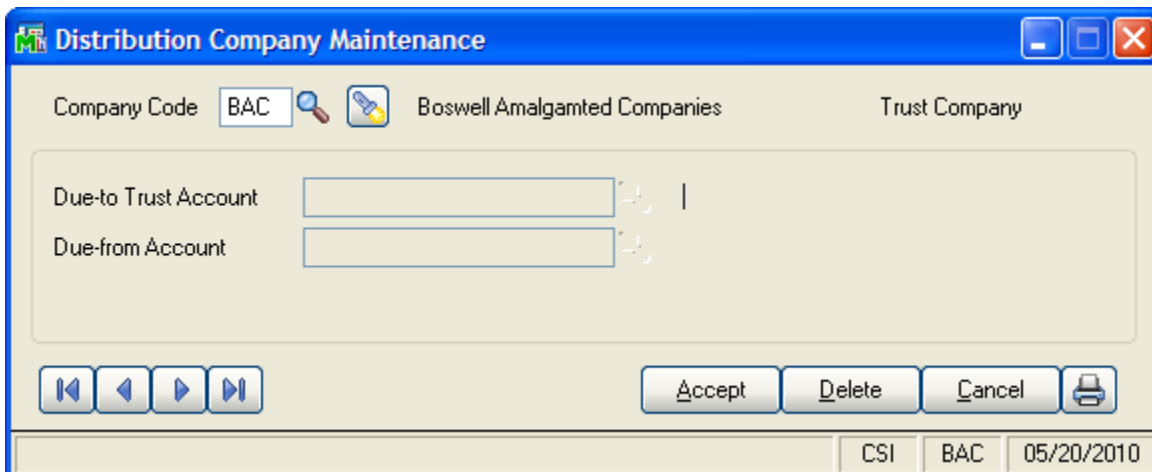 Distribution Company Maintenance
Company Code BAC Boswell Amalgamted Companies Trust Company
Due-to Trust Account
Due-from Account
Accept Delete Cancel
CSI BAC 05/20/2010